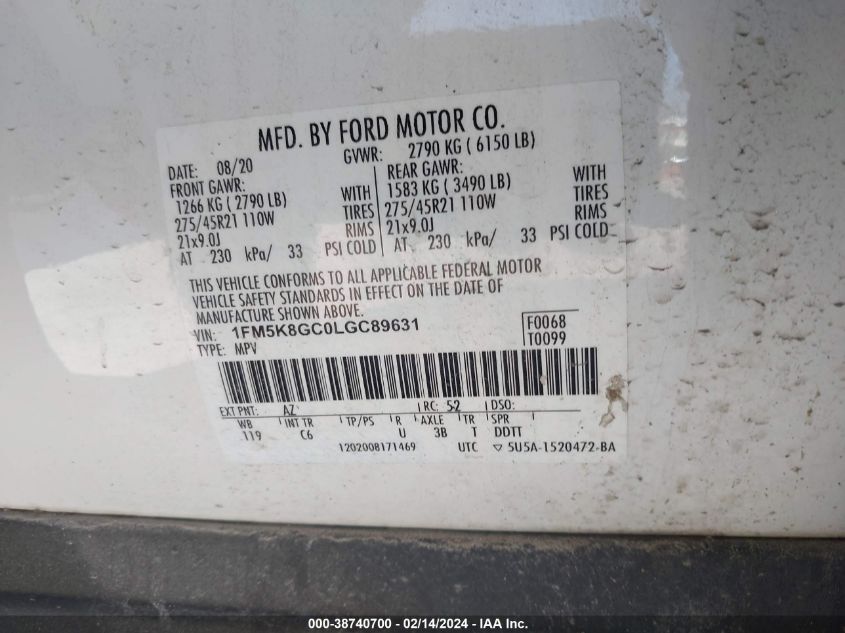 MFD. BY FORD MOTOR CO.
DATE: 08/20 GVWR: 2790 KG ( 6150 LB)
FRONT GAWR: REAR GAWR:
1266 KG ( 2790 LB) WITH 1583 KG ( 3490 LB) WITH
275/45R21 110W TIRES 275/45R21 110W TIRES
21x9.0J RIMS 21x9.0J RIMS
AT 230 kPa/ 33 PSI COLD AT 230 kPa/ 33 PSI COLD
THIS VEHICLE CONFORMS TO ALL APPLICABLE FEDERAL MOTOR
VEHICLE SAFETY STANDARDS IN EFFECT ON THE DATE OF
MANUFACTURE SHOWN ABOVE.
VIN: 1FM5K8GC0LGC89631 F0068
TYPE: MPV T0099
EXT PNT: AZ RC: 52 DSO:
WB INT TR TP/PS R AXLE TR SPR
119 C6 U 3B T DDTT
1202008171469 UTC ▽ 5U5A-1520472-BA
000-38740700 - 02/14/2024 - IAA Inc.